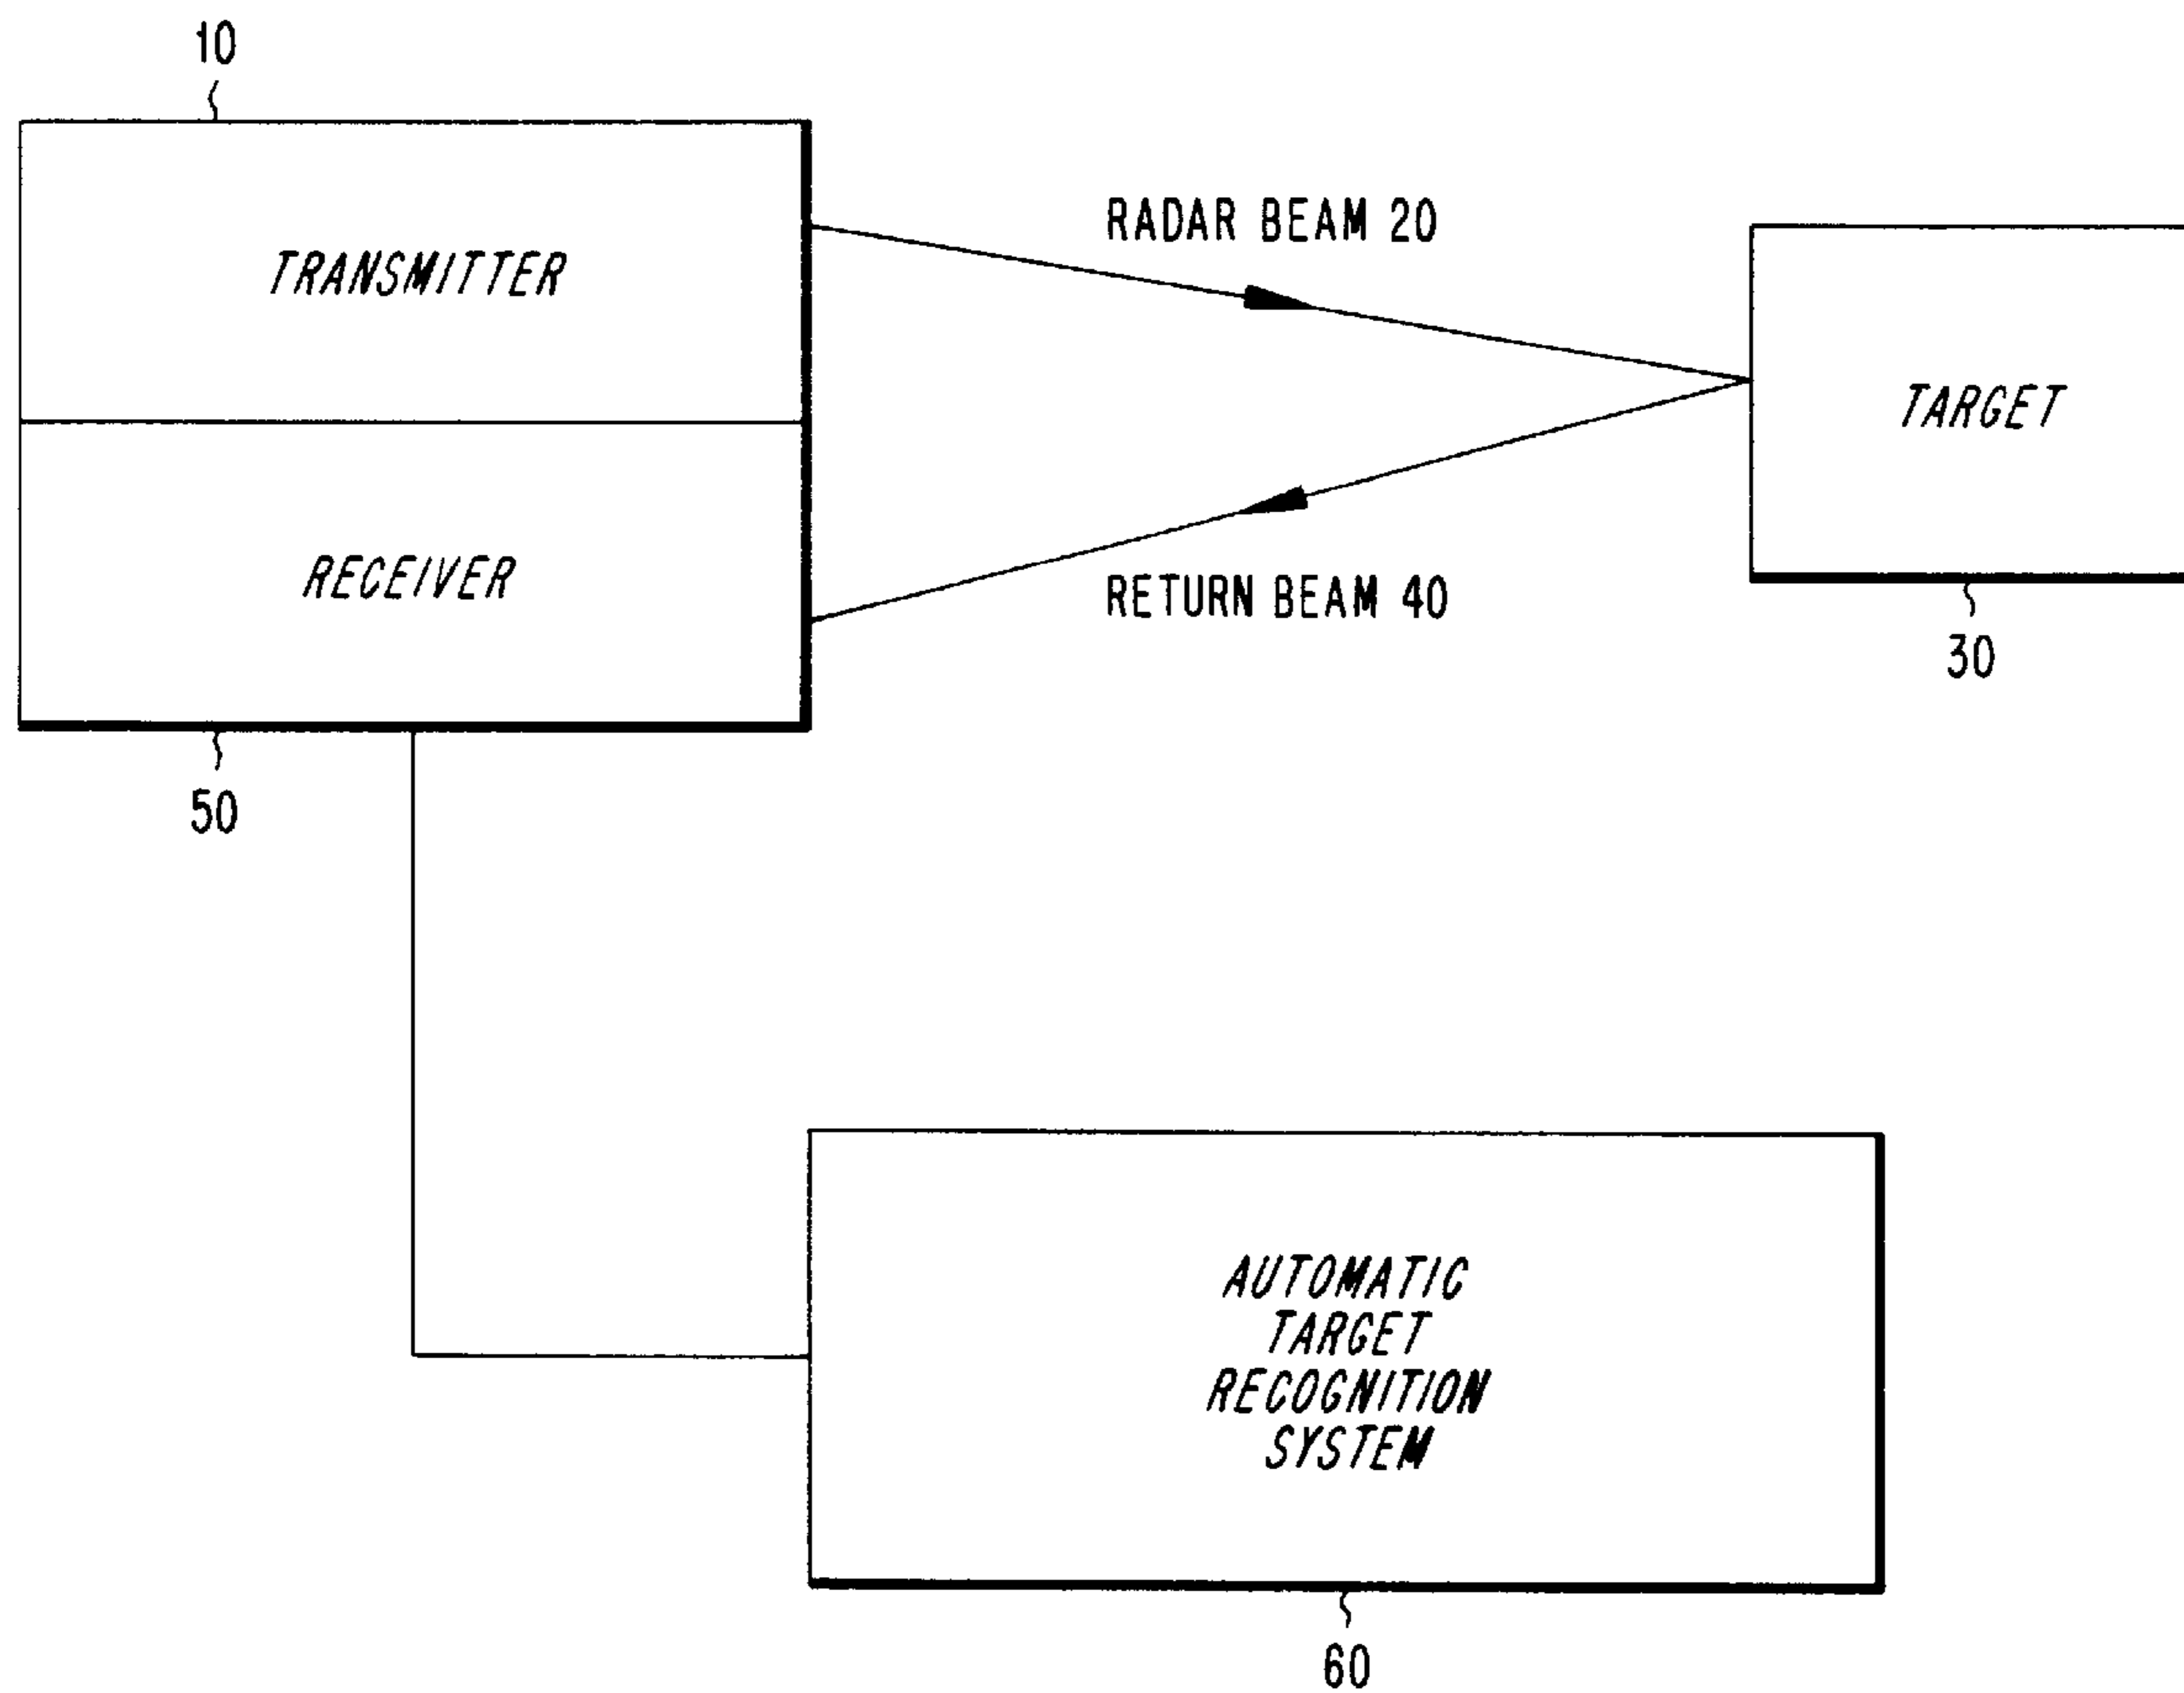 10
TRANSMITTER
RADAR BEAM 20
TARGET
RECEIVER
RETURN BEAM 40
30
50
AUTOMATIC
TARGET
RECOGNITION
SYSTEM
60